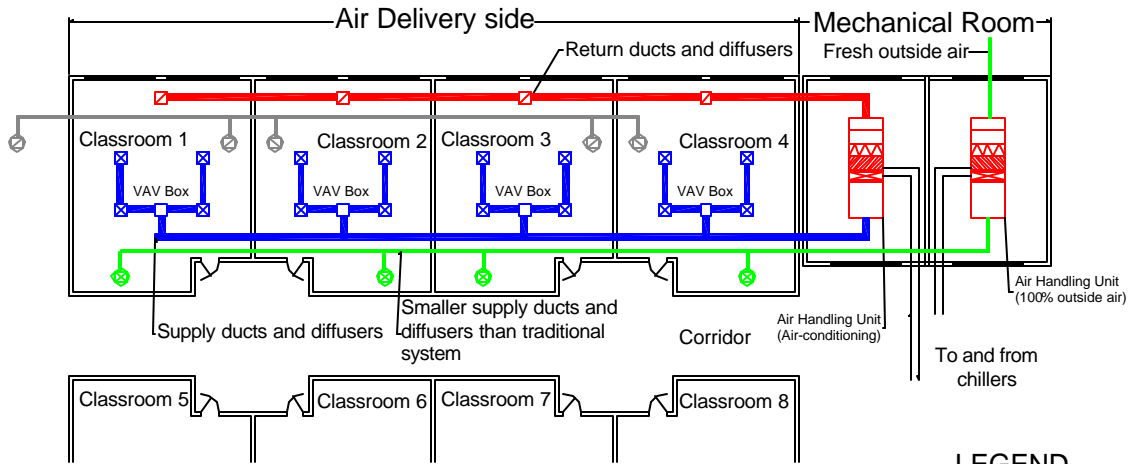 Air Delivery side
Mechanical Room
Return ducts and diffusers
Fresh outside air
Classroom 1
Classroom 2
Classroom 3
Classroom 4
VAV Box
VAV Box
VAV Box
VAV Box
Supply ducts and diffusers
Smaller supply ducts and
diffusers than traditional
system
Corridor
Air Handling Unit
(Air-conditioning)
Air Handling Unit
(100% outside air)
To and from
chillers
Classroom 5
Classroom 6
Classroom 7
Classroom 8
LEGEND